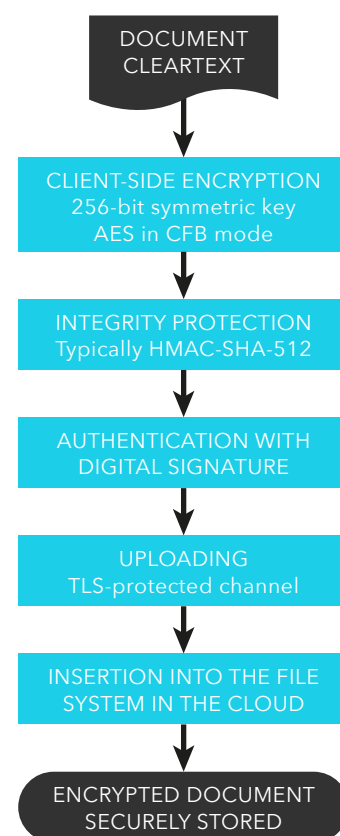 DOCUMENT
CLEARTEXT
CLIENT-SIDE ENCRYPTION
256-bit symmetric key
AES in CFB mode
INTEGRITY PROTECTION
Typically HMAC-SHA-512
AUTHENTICATION WITH
DIGITAL SIGNATURE
UPLOADING
TLS-protected channel
INSERTION INTO THE FILE
SYSTEM IN THE CLOUD
ENCRYPTED DOCUMENT
SECURELY STORED